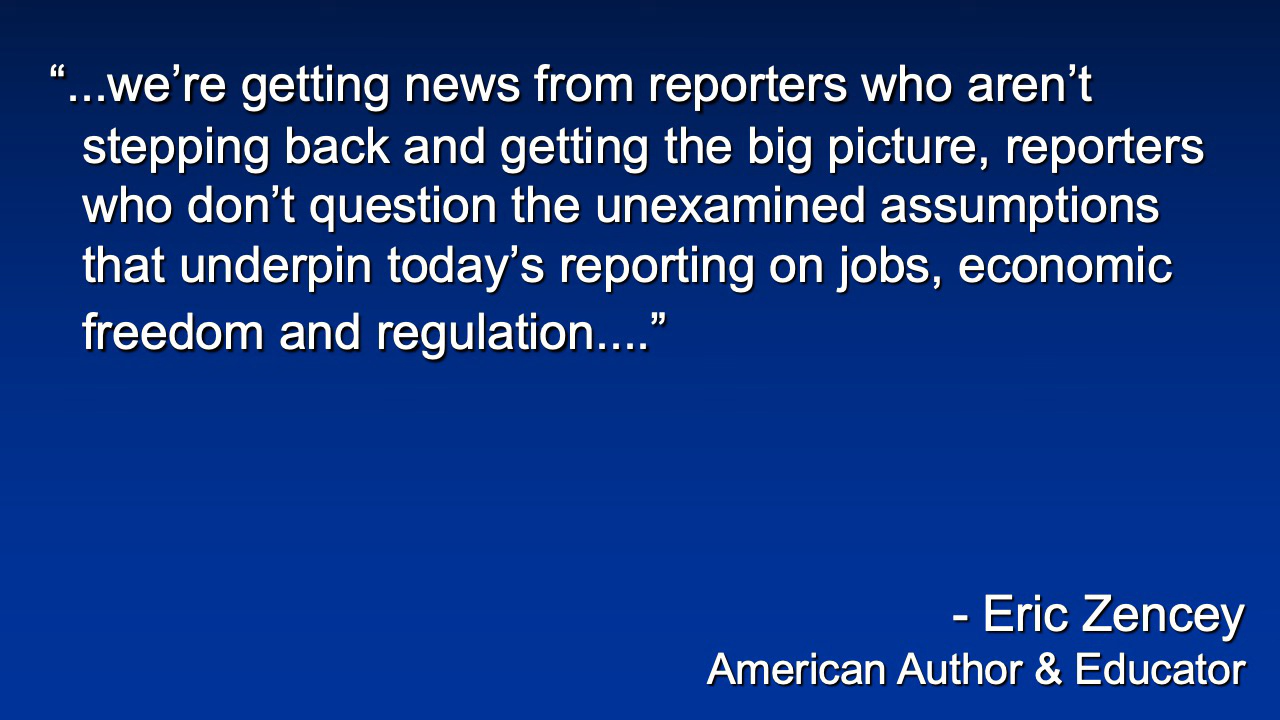 “...we’re getting news from reporters who aren’t
stepping back and getting the big picture, reporters
who don’t question the unexamined assumptions
that underpin today’s reporting on jobs, economic
freedom and regulation....”
- Eric Zencey
American Author & Educator